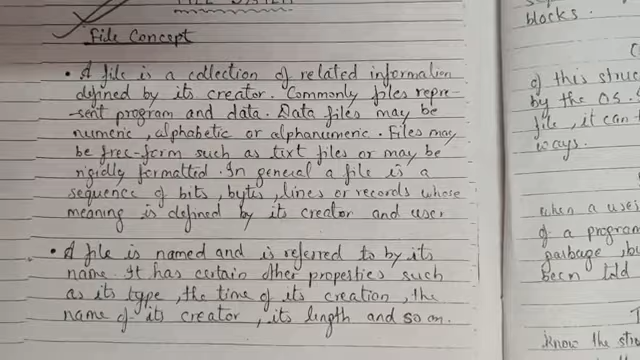 FILE SYSTEM
File Concept
• A file is a collection of related information
defined by its creator. Commonly files repre-
sent program and data. Data files may be
numeric, alphabetic or alphanumeric. Files may
be free-form such as text files or may be
rigidly formatted. In general a file is a
sequence of bits, bytes, lines or records whose
meaning is defined by its creator and user
• A file is named and is referred to by its
name. It has certain other properties such
as its type, the time of its creation, the
name of its creator, its length and so on.
blocks.
of this struc
by the OS.
file, it can
ways.
when a use
of a program
garbage, bu
been told
know the str